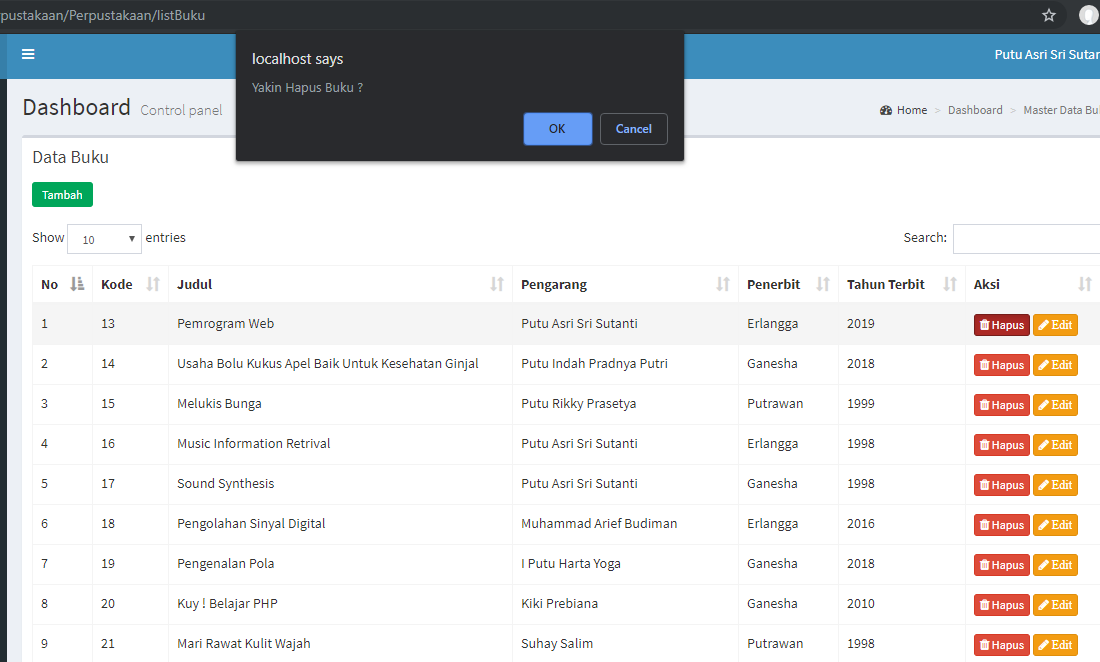 pustakaan/Perpustakaan/listBuku
Putu Asri Sri Sutar
localhost says
Yakin Hapus Buku ?
OK Cancel
Dashboard Control panel
Home > Dashboard > Master Data Bu
Data Buku
Tambah
Show 10 entries
Search:
No Kode Judul Pengarang Penerbit Tahun Terbit Aksi
1 13 Pemrogram Web Putu Asri Sri Sutanti Erlangga 2019 Hapus Edit
2 14 Usaha Bolu Kukus Apel Baik Untuk Kesehatan Ginjal Putu Indah Pradnya Putri Ganesha 2018 Hapus Edit
3 15 Melukis Bunga Putu Rikky Prasetya Putrawan 1999 Hapus Edit
4 16 Music Information Retrival Putu Asri Sri Sutanti Erlangga 1998 Hapus Edit
5 17 Sound Synthesis Putu Asri Sri Sutanti Ganesha 1998 Hapus Edit
6 18 Pengolahan Sinyal Digital Muhammad Arief Budiman Erlangga 2016 Hapus Edit
7 19 Pengenalan Pola I Putu Harta Yoga Ganesha 2018 Hapus Edit
8 20 Kuy ! Belajar PHP Kiki Prebiana Ganesha 2010 Hapus Edit
9 21 Mari Rawat Kulit Wajah Suhay Salim Putrawan 1998 Hapus Edit